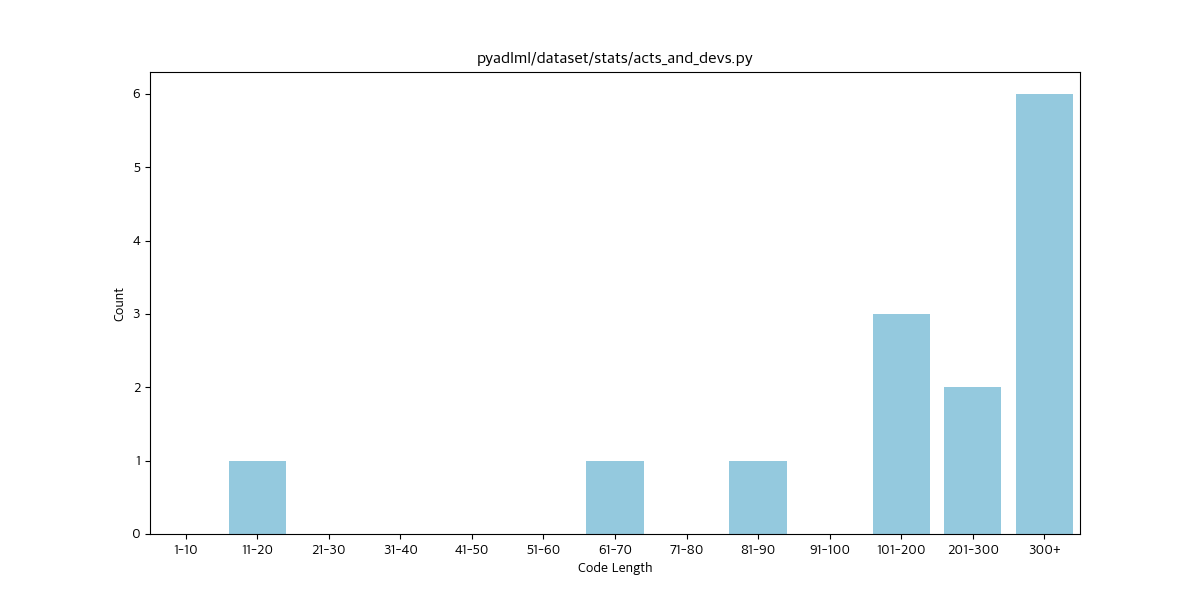 pyadlml/dataset/stats/acts_and_devs.py
6
5
4
3
2
1
0
Count
1-10 11-20 21-30 31-40 41-50 51-60 61-70 71-80 81-90 91-100 101-200 201-300 300+
Code Length